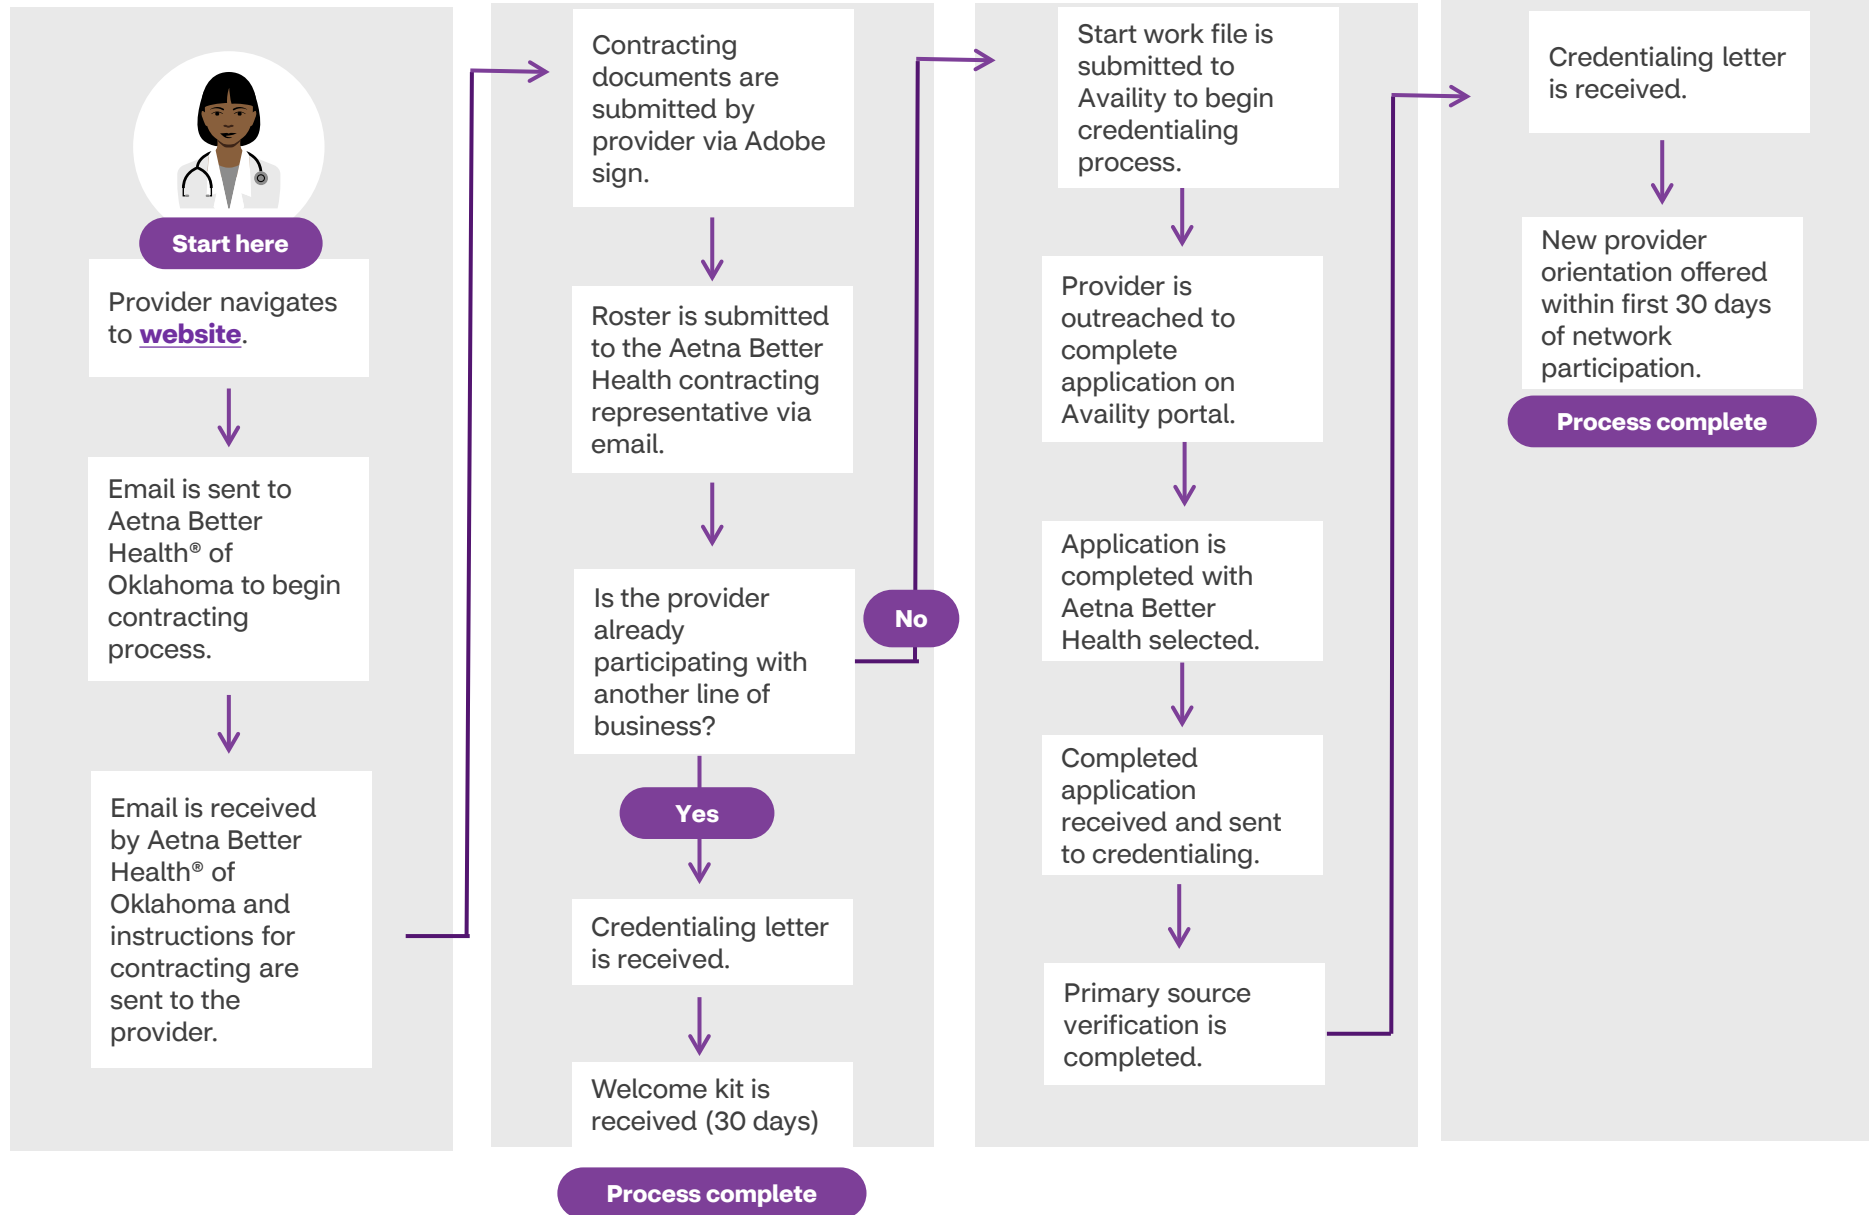 Start here
Provider navigates
to website.
Email is sent to
Aetna Better
Health® of
Oklahoma to begin
contracting
process.
Email is received
by Aetna Better
Health® of
Oklahoma and
instructions for
contracting are
sent to the
provider.
Contracting
documents are
submitted by
provider via Adobe
sign.
Roster is submitted
to the Aetna Better
Health contracting
representative via
email.
Is the provider
already
participating with
another line of
business?
No
Yes
Credentialing letter
is received.
Welcome kit is
received (30 days)
Process complete
Start work file is
submitted to
Availity to begin
credentialing
process.
Provider is
outreached to
complete
application on
Availity portal.
Application is
completed with
Aetna Better
Health selected.
Completed
application
received and sent
to credentialing.
Primary source
verification is
completed.
Credentialing letter
is received.
New provider
orientation offered
within first 30 days
of network
participation.
Process complete